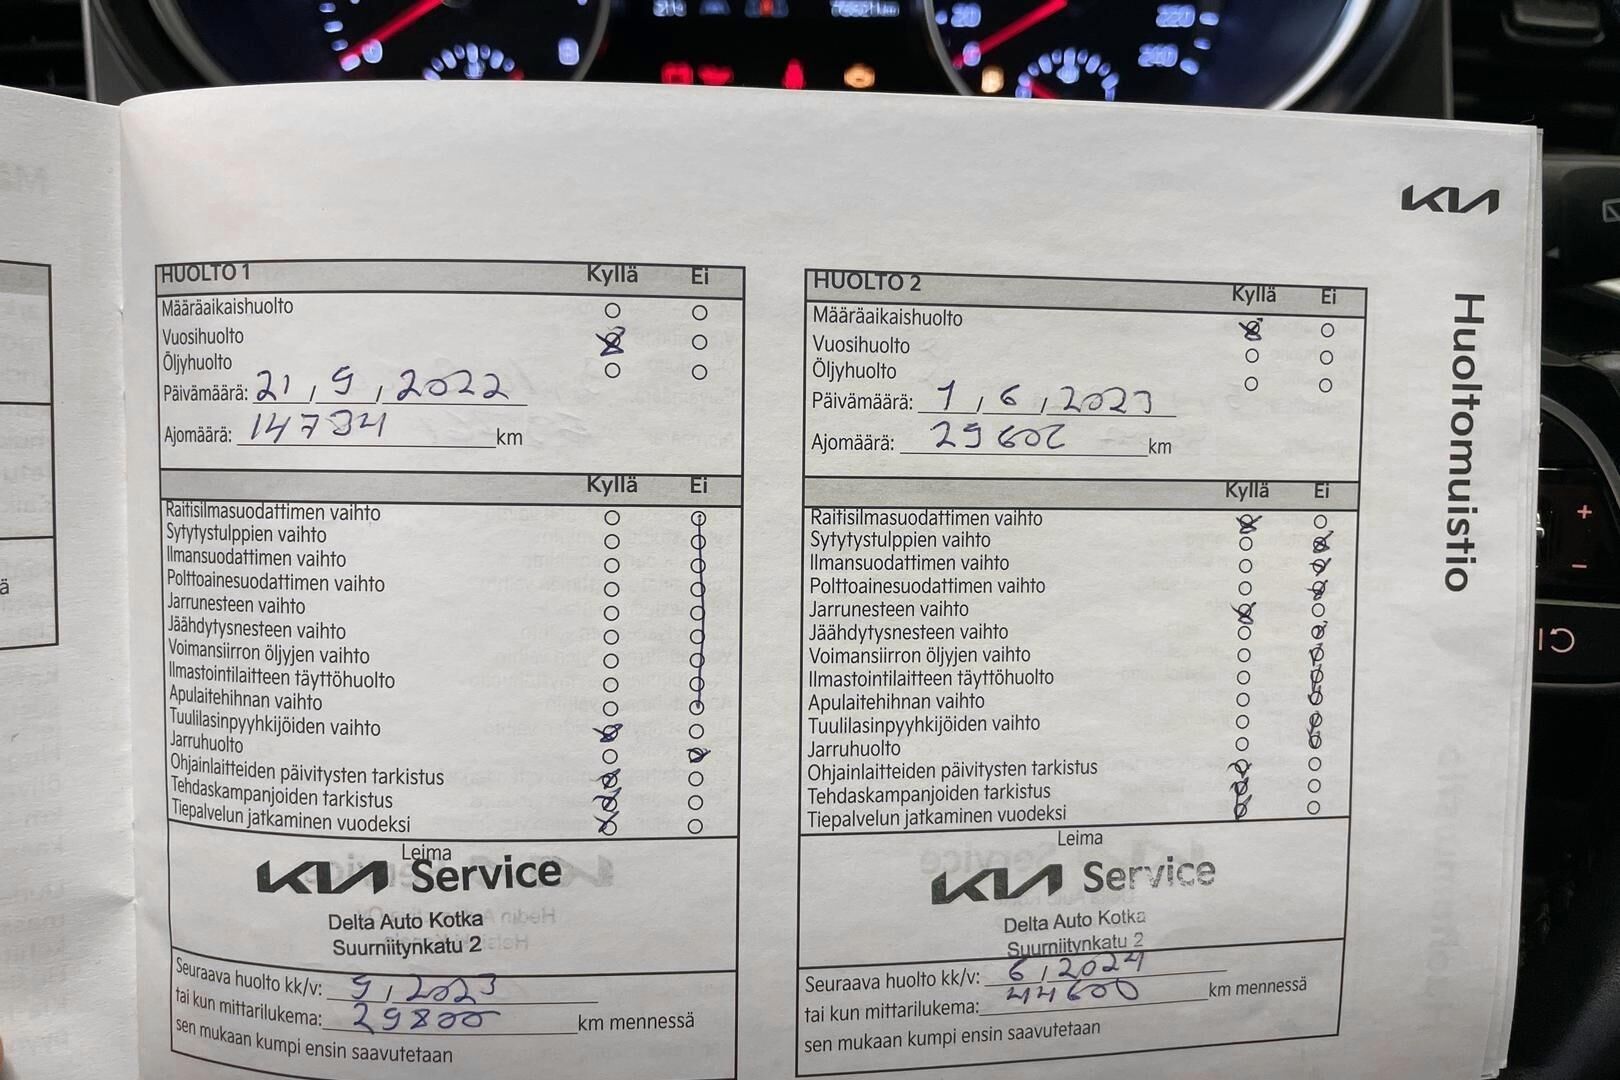 KIA
Huoltomuistio
HUOLTO 1 Kyllä Ei
Määräaikaishuolto
Vuosihuolto
Öljyhuolto
Päivämäärä: 21, 9, 2022
Ajomäärä: 14734 km
Kyllä Ei
Raitisilmasuodattimen vaihto
Sytytystulppien vaihto
Ilmansuodattimen vaihto
Polttoainesuodattimen vaihto
Jarrunesteen vaihto
Jäähdytysnesteen vaihto
Voimansiirron öljyjen vaihto
Ilmastointilaitteen täyttöhuolto
Apulaitehihnan vaihto
Tuulilasinpyyhkijöiden vaihto
Jarruhuolto
Ohjainlaitteiden päivitysten tarkistus
Tehdaskampanjoiden tarkistus
Tiepalvelun jatkaminen vuodeksi
Leima
KIA Service
Delta Auto Kotka
Suurniitynkatu 2
Seuraava huolto kk/v: 9, 2023
tai kun mittarilukema: 29800 km mennessä
sen mukaan kumpi ensin saavutetaan
HUOLTO 2 Kyllä Ei
Määräaikaishuolto
Vuosihuolto
Öljyhuolto
Päivämäärä: 1, 6, 2023
Ajomäärä: 29602 km
Kyllä Ei
Raitisilmasuodattimen vaihto
Sytytystulppien vaihto
Ilmansuodattimen vaihto
Polttoainesuodattimen vaihto
Jarrunesteen vaihto
Jäähdytysnesteen vaihto
Voimansiirron öljyjen vaihto
Ilmastointilaitteen täyttöhuolto
Apulaitehihnan vaihto
Tuulilasinpyyhkijöiden vaihto
Jarruhuolto
Ohjainlaitteiden päivitysten tarkistus
Tehdaskampanjoiden tarkistus
Tiepalvelun jatkaminen vuodeksi
Leima
KIA Service
Delta Auto Kotka
Suurniitynkatu 2
Seuraava huolto kk/v: 6, 2024
tai kun mittarilukema: 44600 km mennessä
sen mukaan kumpi ensin saavutetaan